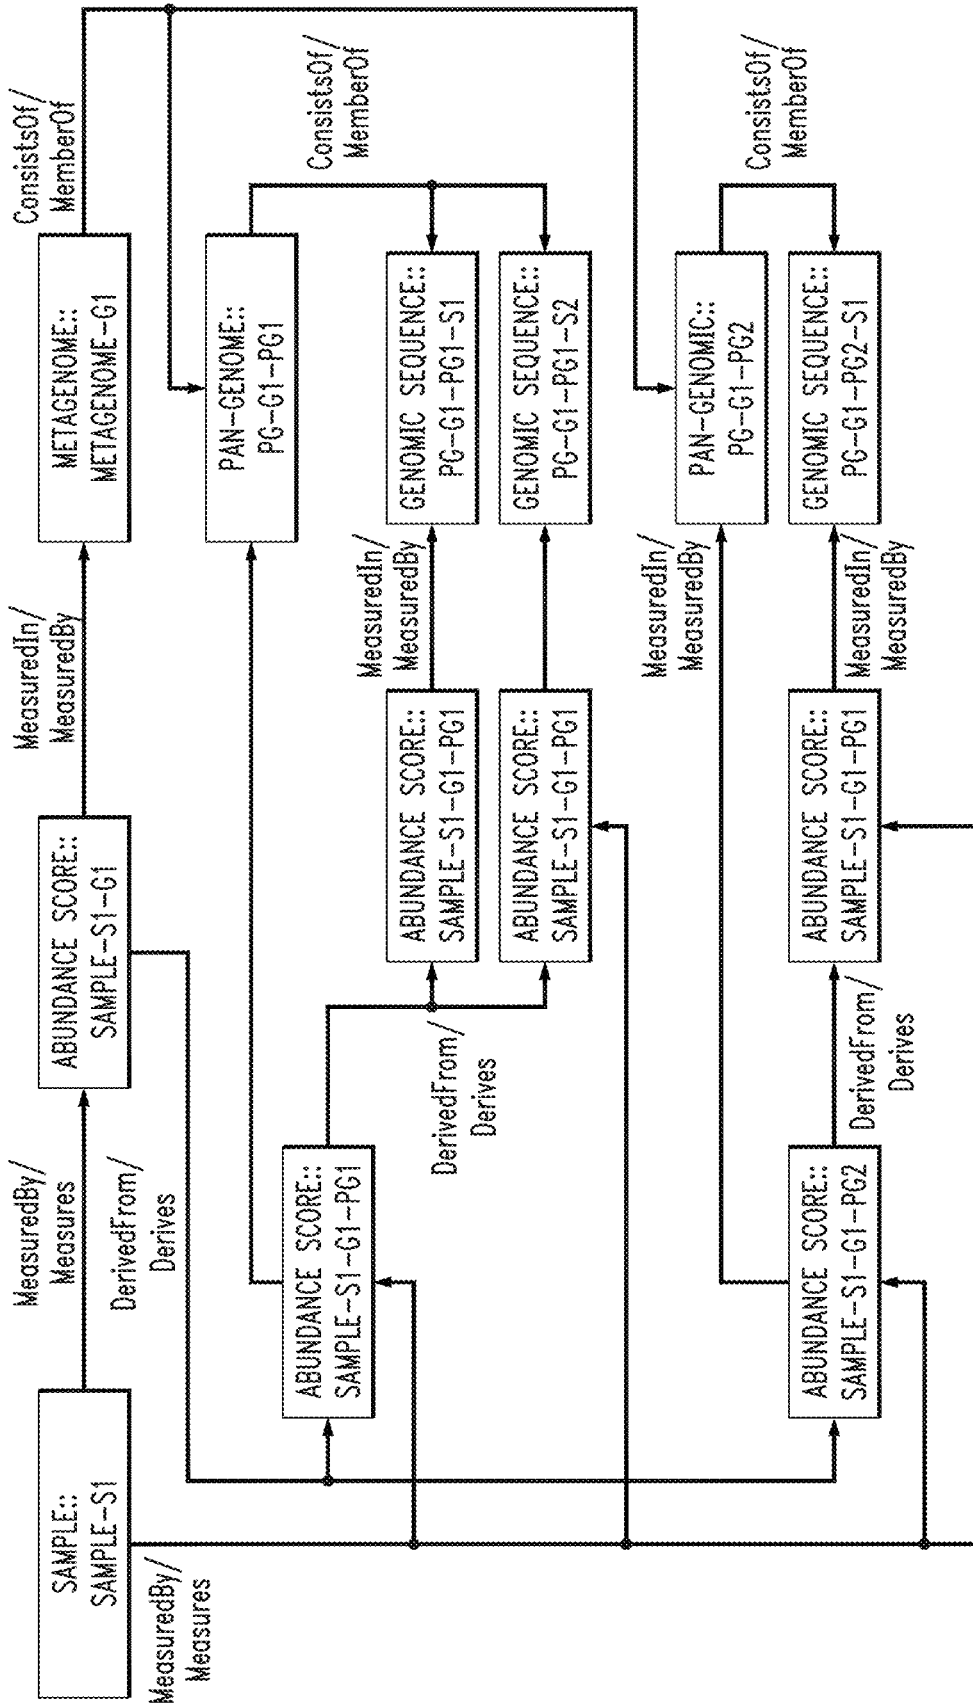 SAMPLE::
SAMPLE-S1
MeasuredBy/
Measures
ABUNDANCE SCORE::
SAMPLE-S1-G1
MeasuredIn/
MeasuredBy
METAGENOME::
METAGENOME-G1
ConsistsOf/
MemberOf
MeasuredBy/
Measures
DerivedFrom/
Derives
PAN-GENOME::
PG-G1-PG1
ConsistsOf/
MemberOf
ABUNDANCE SCORE::
SAMPLE-S1-G1-PG1
DerivedFrom/
Derives
ABUNDANCE SCORE::
SAMPLE-S1-G1-PG1
MeasuredIn/
MeasuredBy
GENOMIC SEQUENCE::
PG-G1-PG1-S1
ABUNDANCE SCORE::
SAMPLE-S1-G1-PG1
GENOMIC SEQUENCE::
PG-G1-PG1-S2
MeasuredIn/
MeasuredBy
PAN-GENOMIC::
PG-G1-PG2
ConsistsOf/
MemberOf
ABUNDANCE SCORE::
SAMPLE-S1-G1-PG2
DerivedFrom/
Derives
ABUNDANCE SCORE::
SAMPLE-S1-G1-PG1
MeasuredIn/
MeasuredBy
GENOMIC SEQUENCE::
PG-G1-PG2-S1